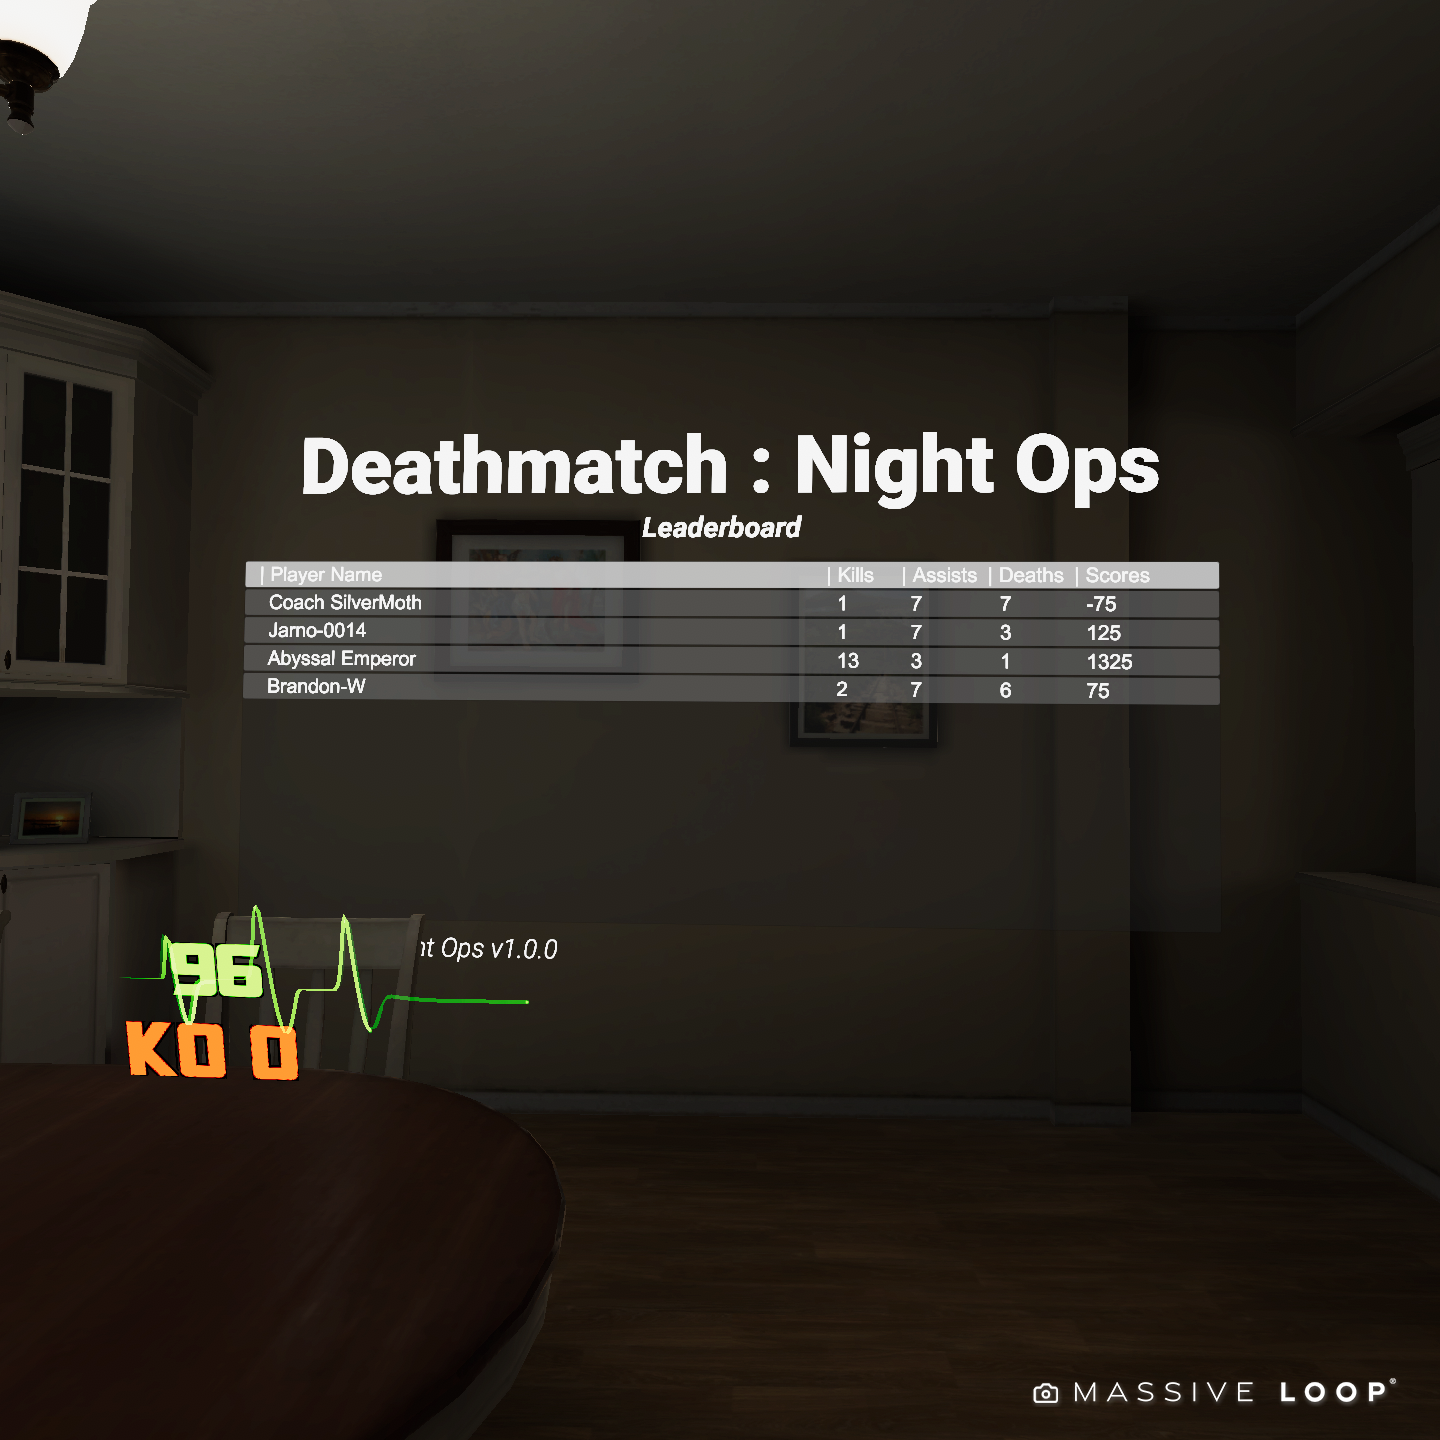 Deathmatch : Night Ops
Leaderboard
| Player Name | Kills | Assists | Deaths | Scores
Coach SilverMoth 1 7 7 -75
Jarno-0014 1 7 3 125
Abyssal Emperor 13 3 1 1325
Brandon-W 2 7 6 75
nt Ops v1.0.0
96
KO 0
MASSIVE LOOP®